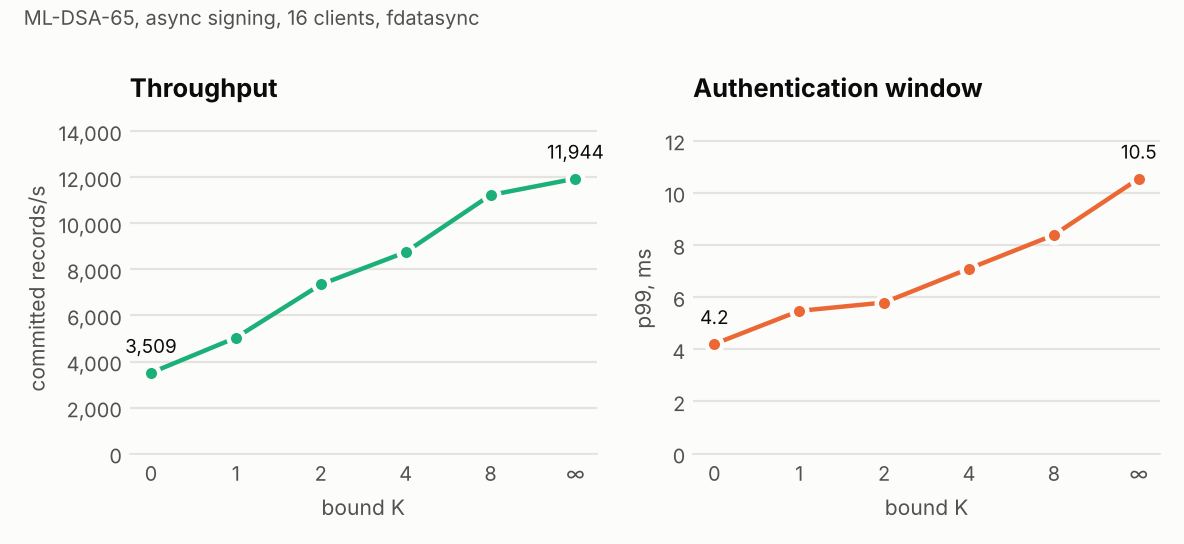 ML-DSA-65, async signing, 16 clients, fdatasync
Throughput
committed records/s
14,000
12,000
10,000
8,000
6,000
4,000
2,000
0
3,509
11,944
0 1 2 4 8 ∞
bound K
Authentication window
p99, ms
12
10
8
6
4
2
0
4.2
10.5
0 1 2 4 8 ∞
bound K